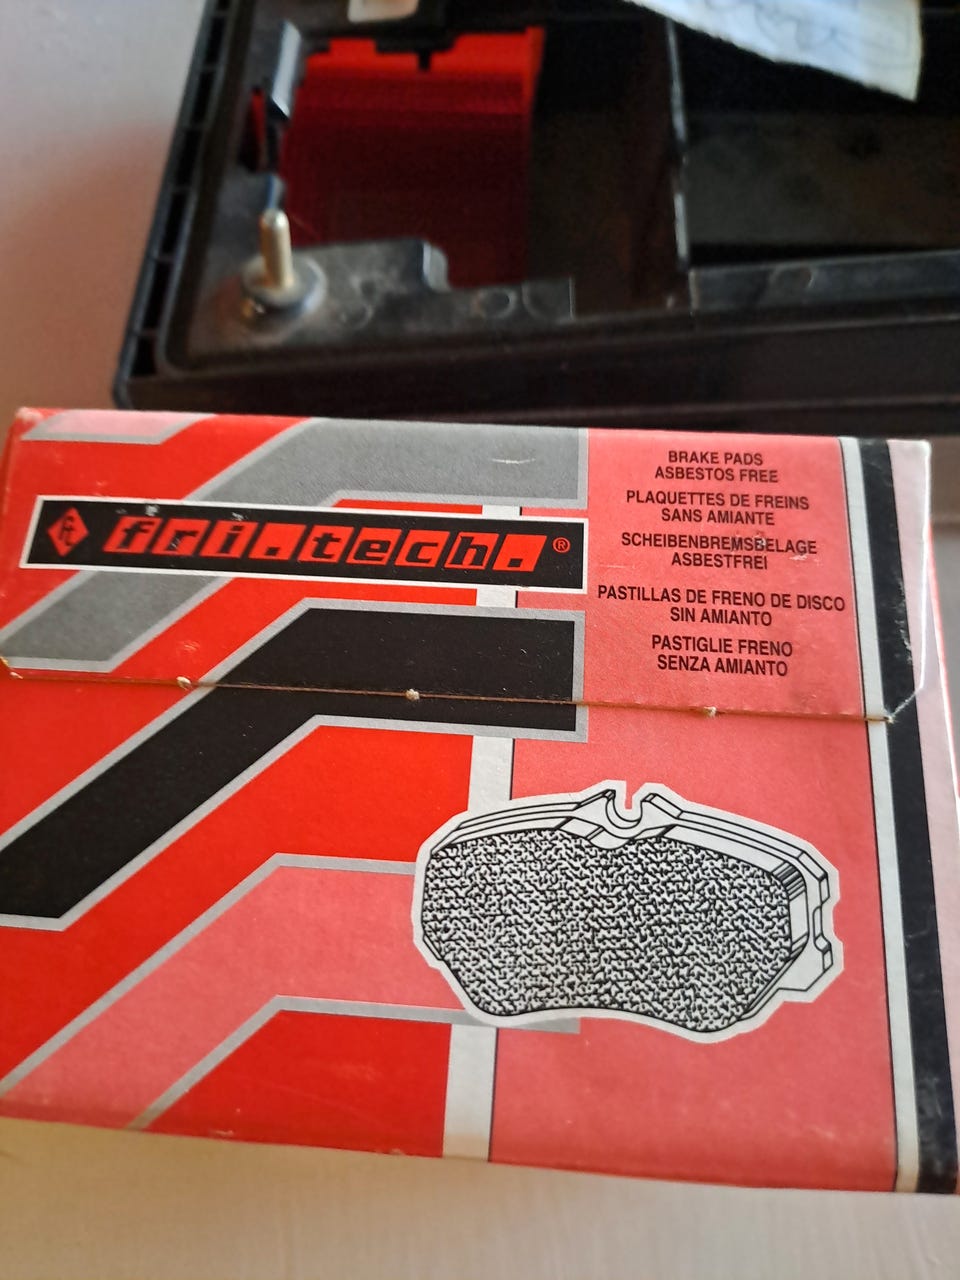 fri.tech.®
BRAKE PADS
ASBESTOS FREE
PLAQUETTES DE FREINS
SANS AMIANTE
SCHEIBENBREMSBELAGE
ASBESTFREI
PASTILLAS DE FRENO DE DISCO
SIN AMIANTO
PASTIGLIE FRENO
SENZA AMIANTO